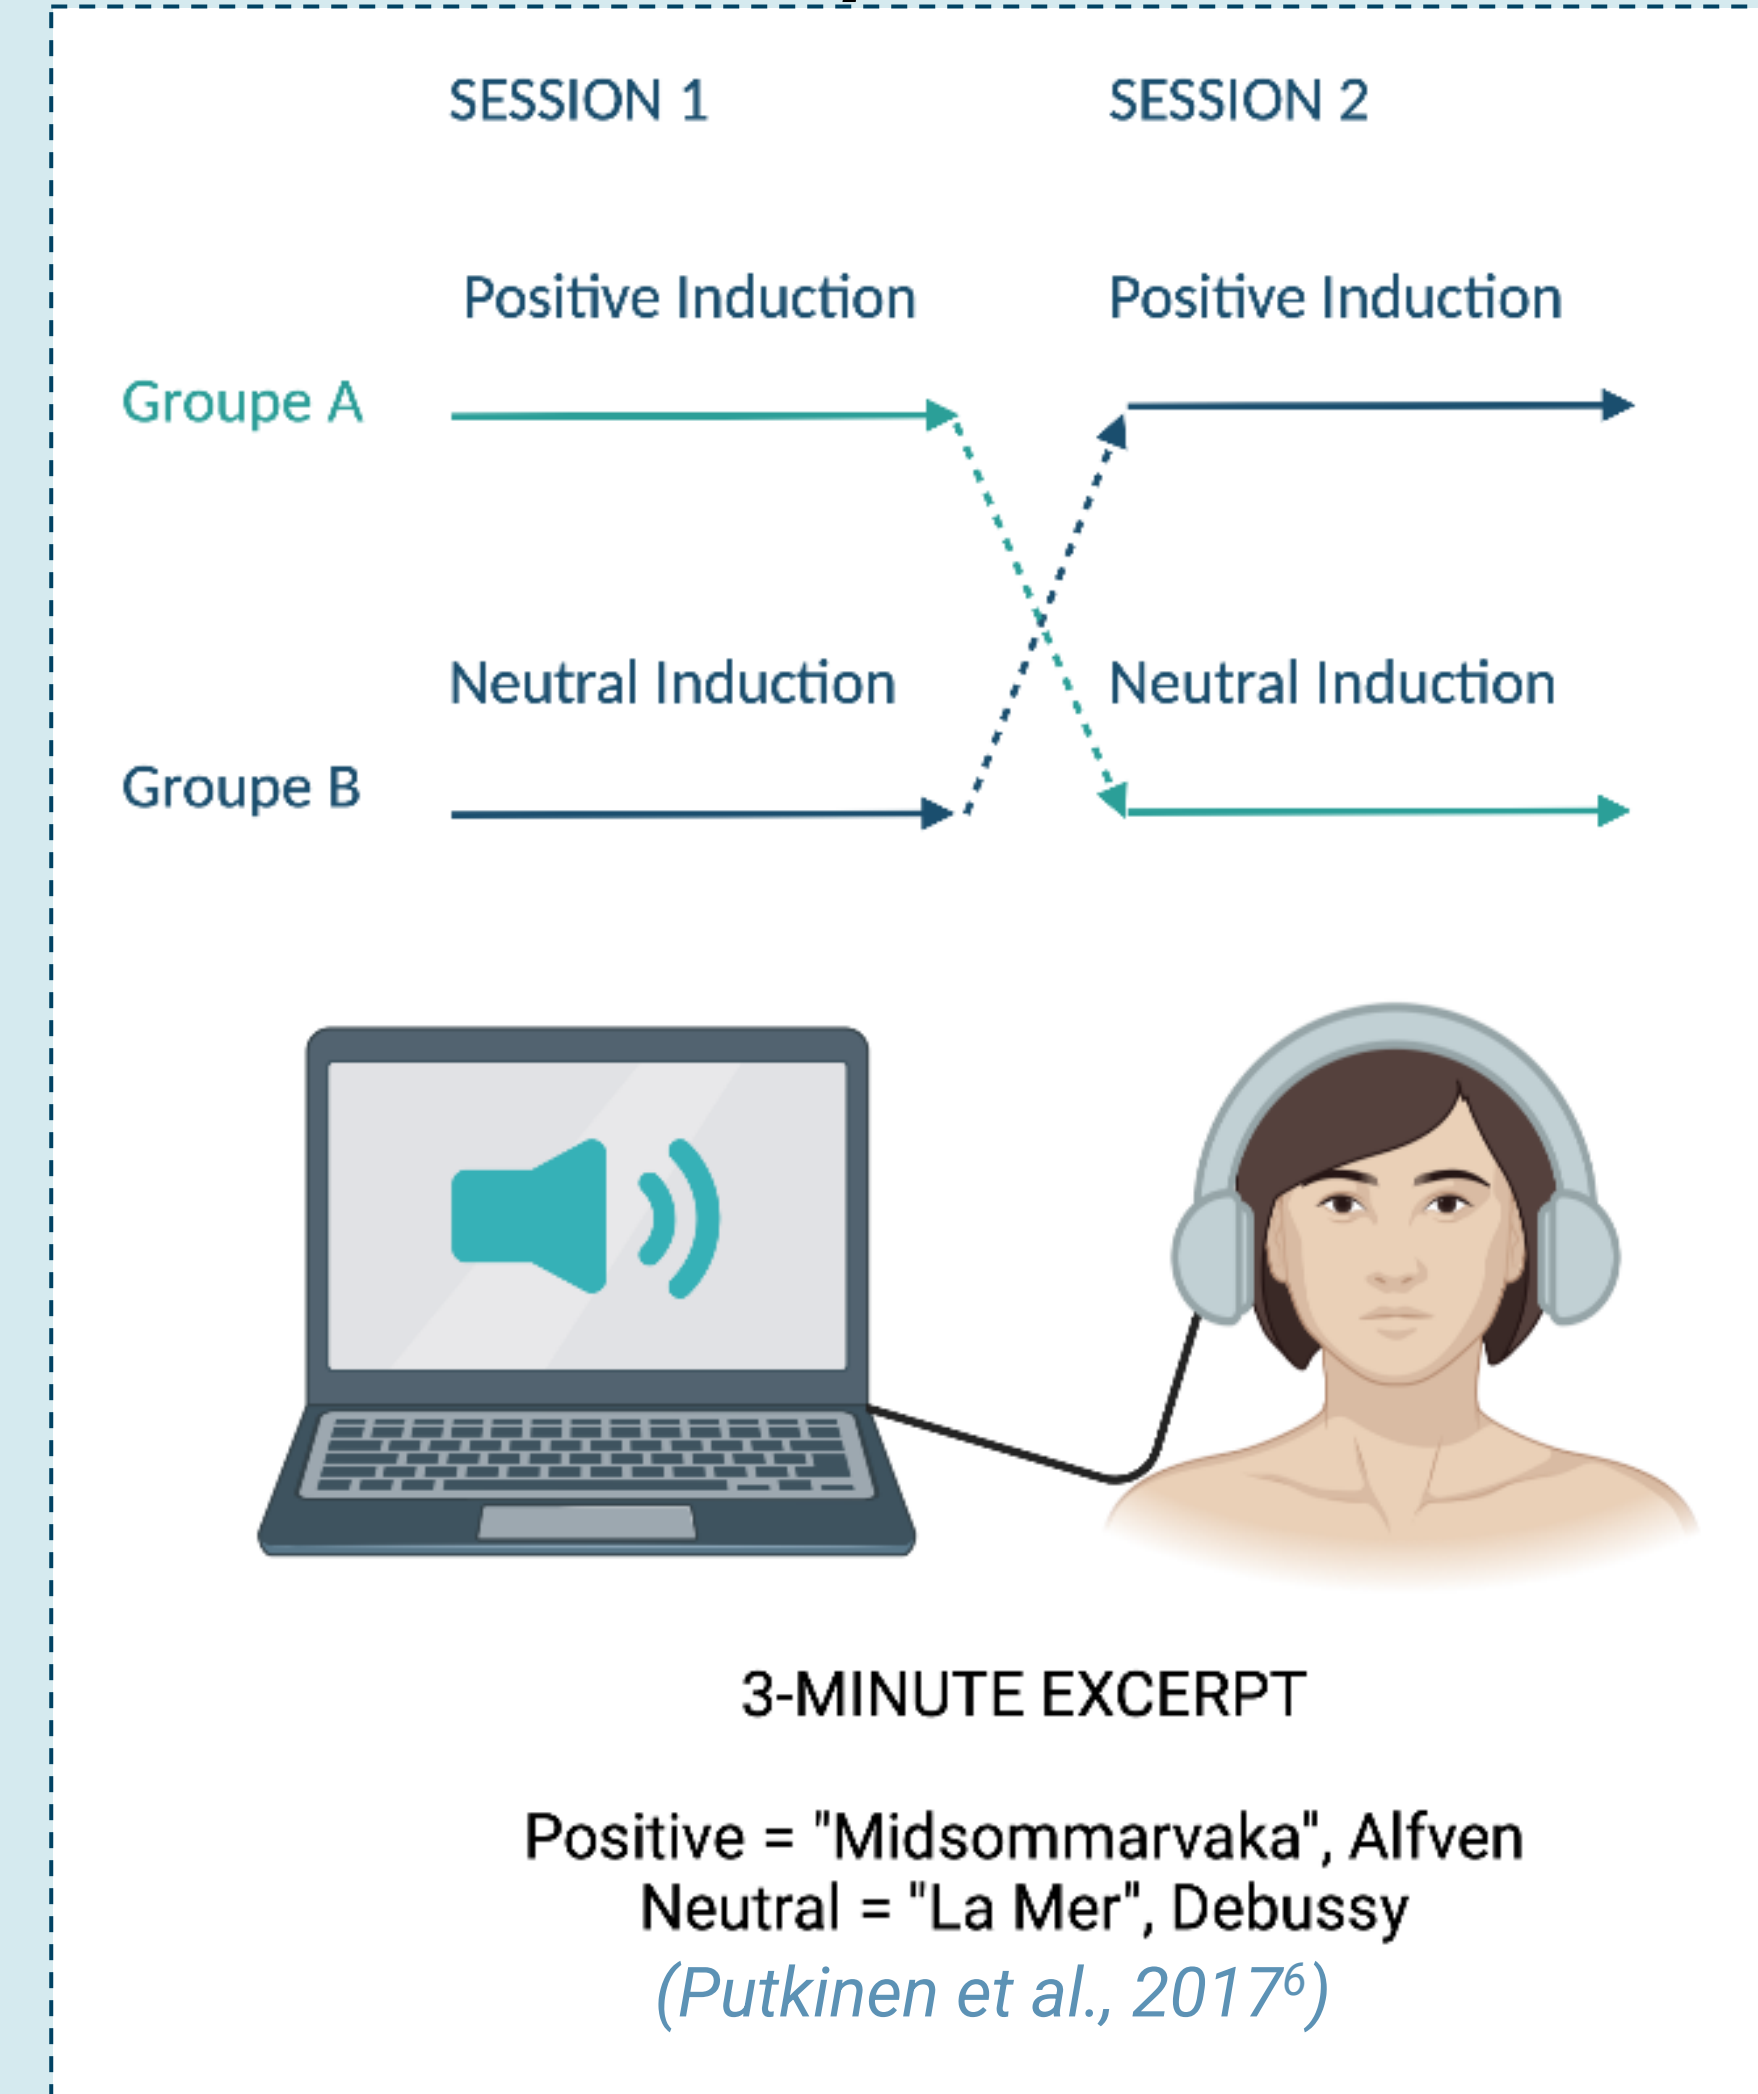 SESSION 1
SESSION 2
Positive Induction
Positive Induction
Groupe A
Neutral Induction
Neutral Induction
Groupe B
3-MINUTE EXCERPT
Positive = "Midsommarvaka", Alfven
Neutral = "La Mer", Debussy
(Putkinen et al., 2017⁶)